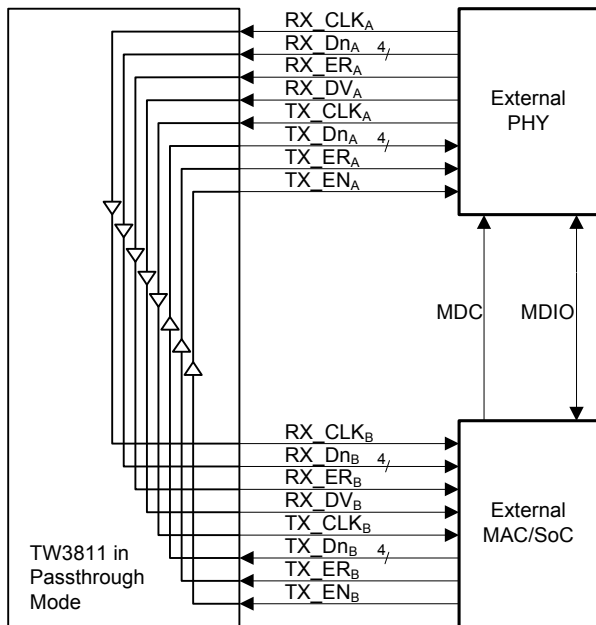 RX_CLKA
RX_DnA 4/
RX_ERA
RX_DVA
TX_CLKA
TX_DnA 4/
TX_ERA
TX_ENA
External
PHY
MDC
MDIO
RX_CLKB
RX_DnB 4/
RX_ERB
RX_DVB
TX_CLKB
TX_DnB 4/
TX_ERB
TX_ENB
External
MAC/SoC
TW3811 in
Passthrough
Mode